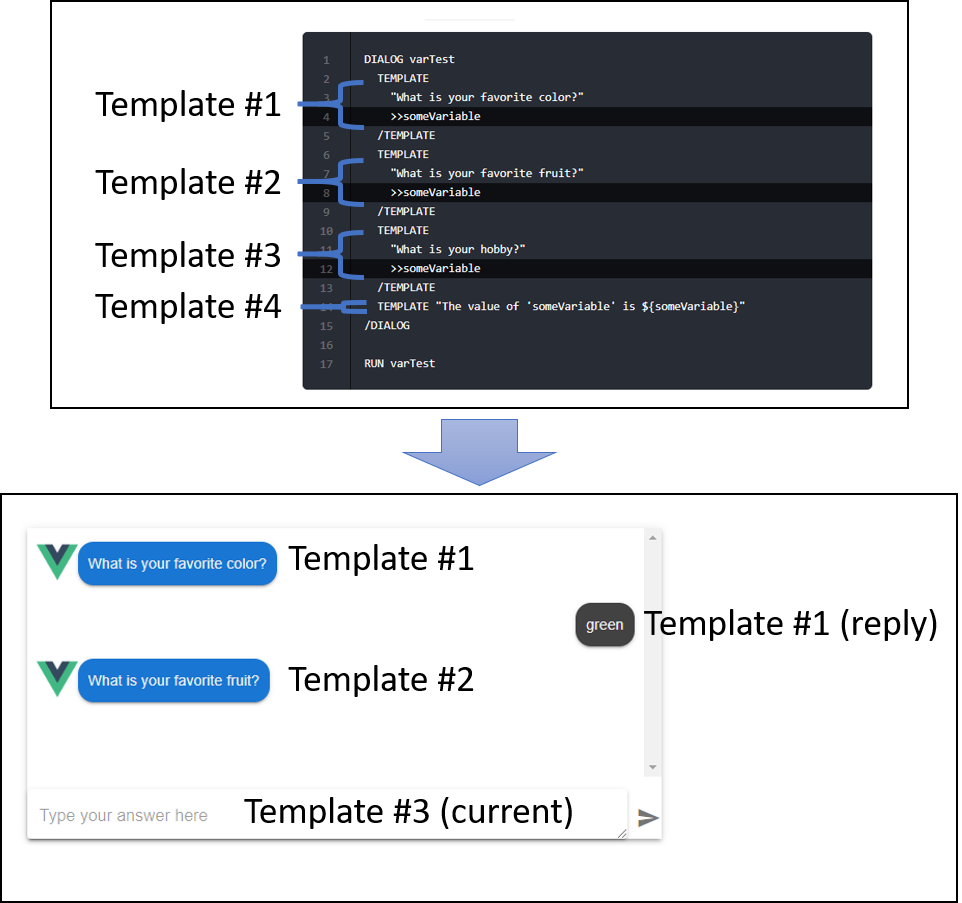 1 DIALOG varTest
2 TEMPLATE
Template #1
3 "What is your favorite color?"
4 >>someVariable
5 /TEMPLATE
6 TEMPLATE
Template #2
7 "What is your favorite fruit?"
8 >>someVariable
9 /TEMPLATE
10 TEMPLATE
Template #3
11 "What is your hobby?"
12 >>someVariable
13 /TEMPLATE
Template #4
14 TEMPLATE "The value of 'someVariable' is ${someVariable}"
15 /DIALOG
16
17 RUN varTest
What is your favorite color? Template #1
green Template #1 (reply)
What is your favorite fruit? Template #2
Type your answer here Template #3 (current)